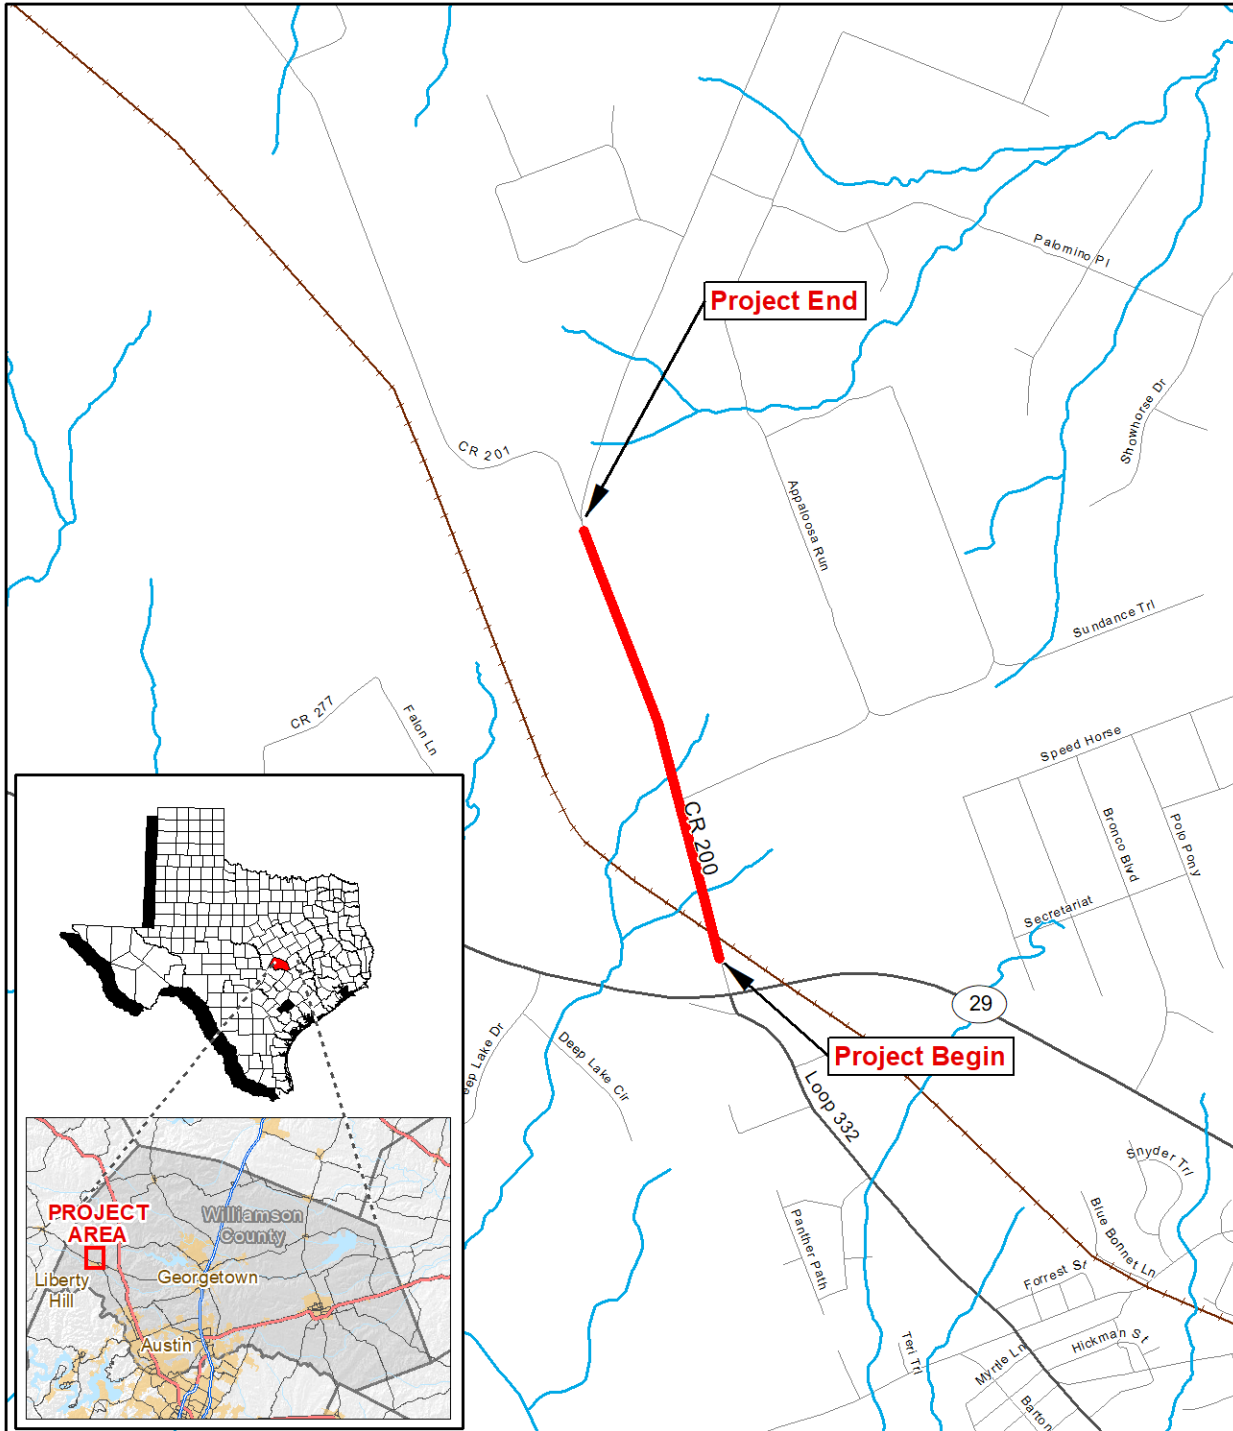 Palomino Pl
Project End
Showhorse Dr
CR 201
Appaloosa Run
Sundance Trl
CR 277
Falon Ln
Speed Horse
CR 200
Bronco Blvd
Polo Pony
Secretariat
29
eep Lake Dr
Deep Lake Cir
Project Begin
Loop 332
Snyder Trl
Blue Bonnet Ln
Panther Path
Forrest St
Hickman St
Teri Trl
Myrtle Ln
Barton
PROJECT
AREA
Williamson
County
Liberty
Hill
Georgetown
Austin